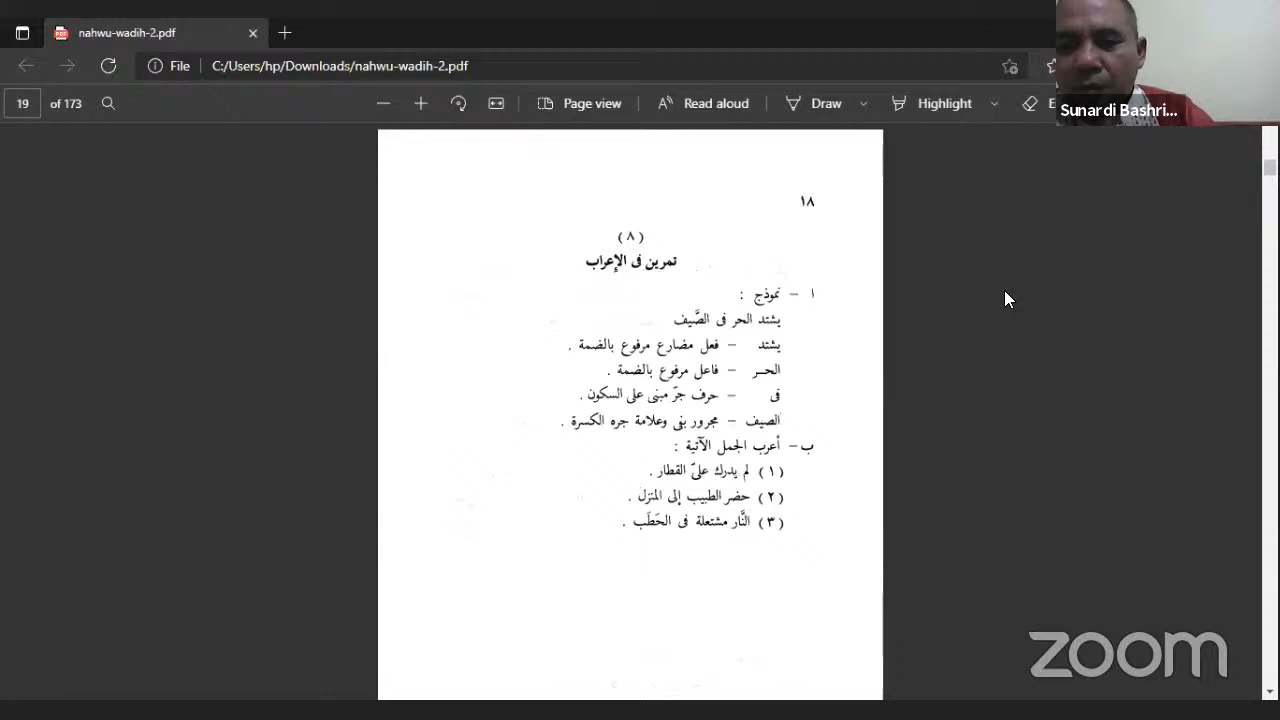 nahwu-wadih-2.pdf
File C:/Users/hp/Downloads/nahwu-wadih-2.pdf
19 of 173 Page view Read aloud Draw Highlight
Sunardi Bashri...
١٨
( ٨ )
تمرين فى الإعراب
ا – نموذج :
يشتد الحر فى الصَّيف
يشتد – فعل مضارع مرفوع بالضمة .
الحـر – فاعل مرفوع بالضمة .
فى – حرف جرّ مبنى على السكون .
الصيف – مجرور بفى وعلامة جره الكسرة .
ب – أعرب الجمل الآتية :
( ١ ) لم يدرك علىّ القطار .
( ٢ ) حضر الطبيب إلى المنزل .
( ٣ ) النَّار مشتعلة فى الحَطَب .
zoom